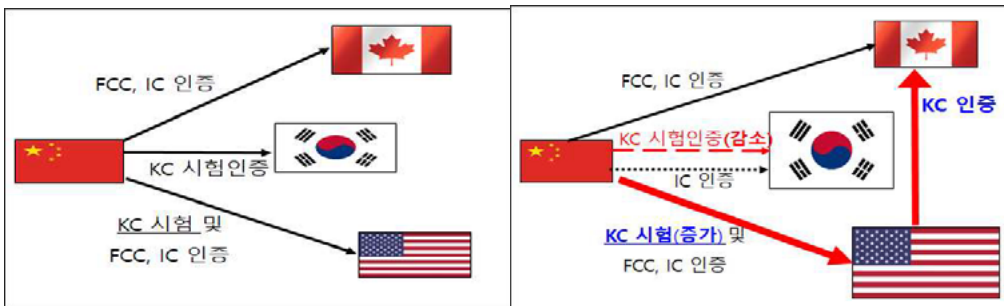 FCC, IC 인증
KC 시험인증
KC 시험 및
FCC, IC 인증
FCC, IC 인증
KC 인증
KC 시험인증(감소)
IC 인증
KC 시험(증가) 및
FCC, IC 인증